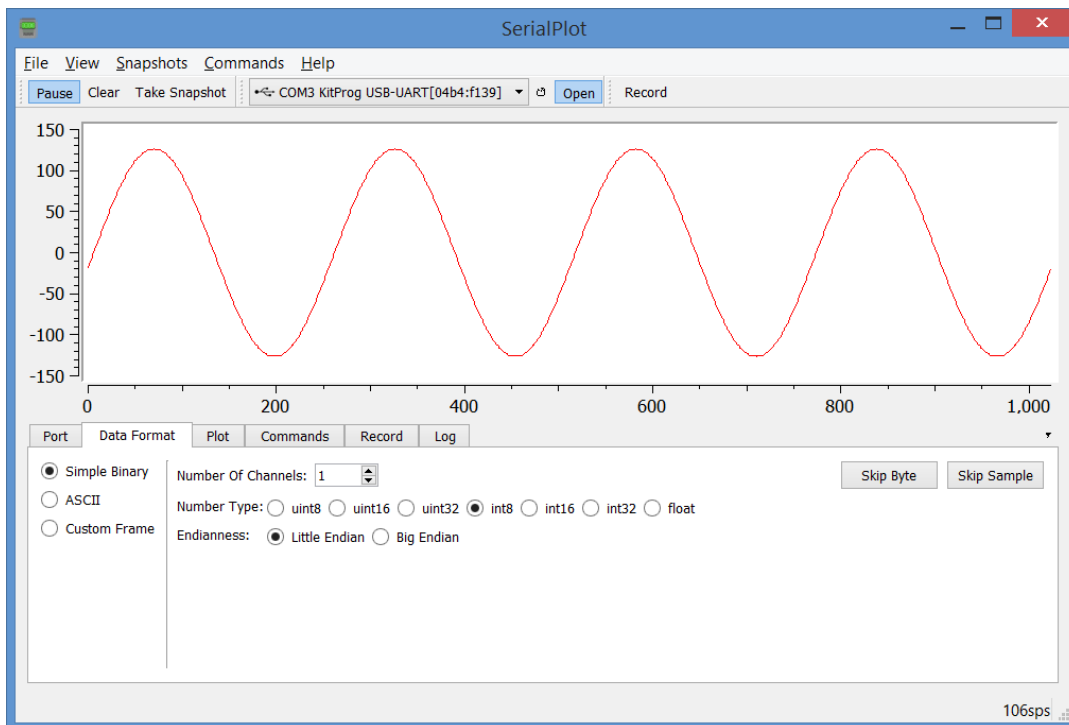 SerialPlot
File View Snapshots Commands Help
Pause Clear Take Snapshot COM3 KitProg USB-UART[04b4:f139] Open Record
150
100
50
0
-50
-100
-150
0 200 400 600 800 1.000
Port Data Format Plot Commands Record Log
Simple Binary Number Of Channels: 1 Skip Byte Skip Sample
ASCII Number Type: uint8 uint16 uint32 int8 int16 int32 float
Custom Frame Endianness: Little Endian Big Endian
106sps